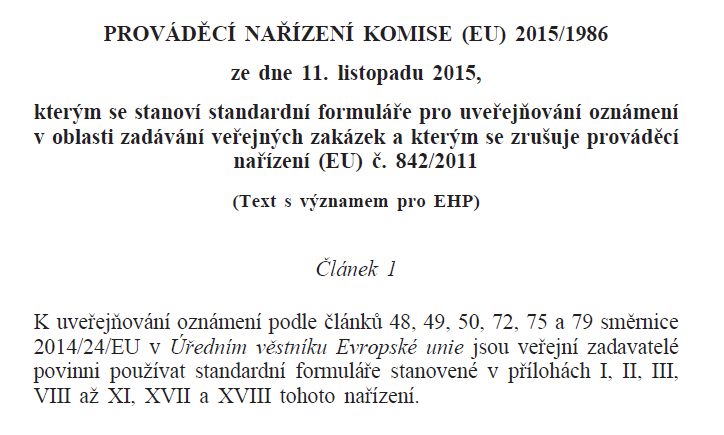 PROVÁDĚCÍ NAŘÍZENÍ KOMISE (EU) 2015/1986
ze dne 11. listopadu 2015,
kterým se stanoví standardní formuláře pro uveřejňování oznámení
v oblasti zadávání veřejných zakázek a kterým se zrušuje prováděcí
nařízení (EU) č. 842/2011
(Text s významem pro EHP)
Článek 1
K uveřejňování oznámení podle článků 48, 49, 50, 72, 75 a 79 směrnice
2014/24/EU v Úředním věstníku Evropské unie jsou veřejní zadavatelé
povinni používat standardní formuláře stanovené v přílohách I, II, III,
VIII až XI, XVII a XVIII tohoto nařízení.